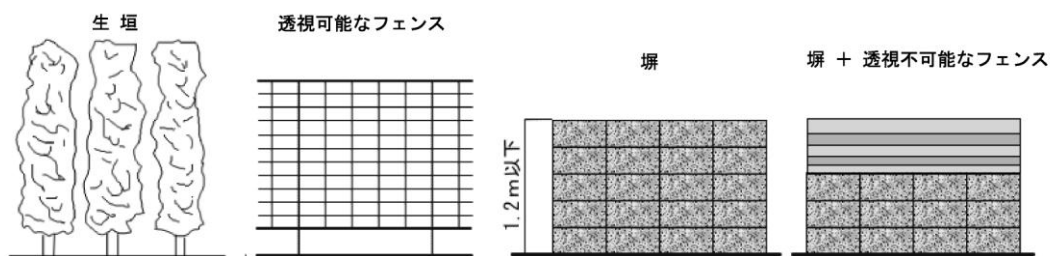 生垣
透視可能なフェンス
塀
塀 + 透視不可能なフェンス
1.2m以下